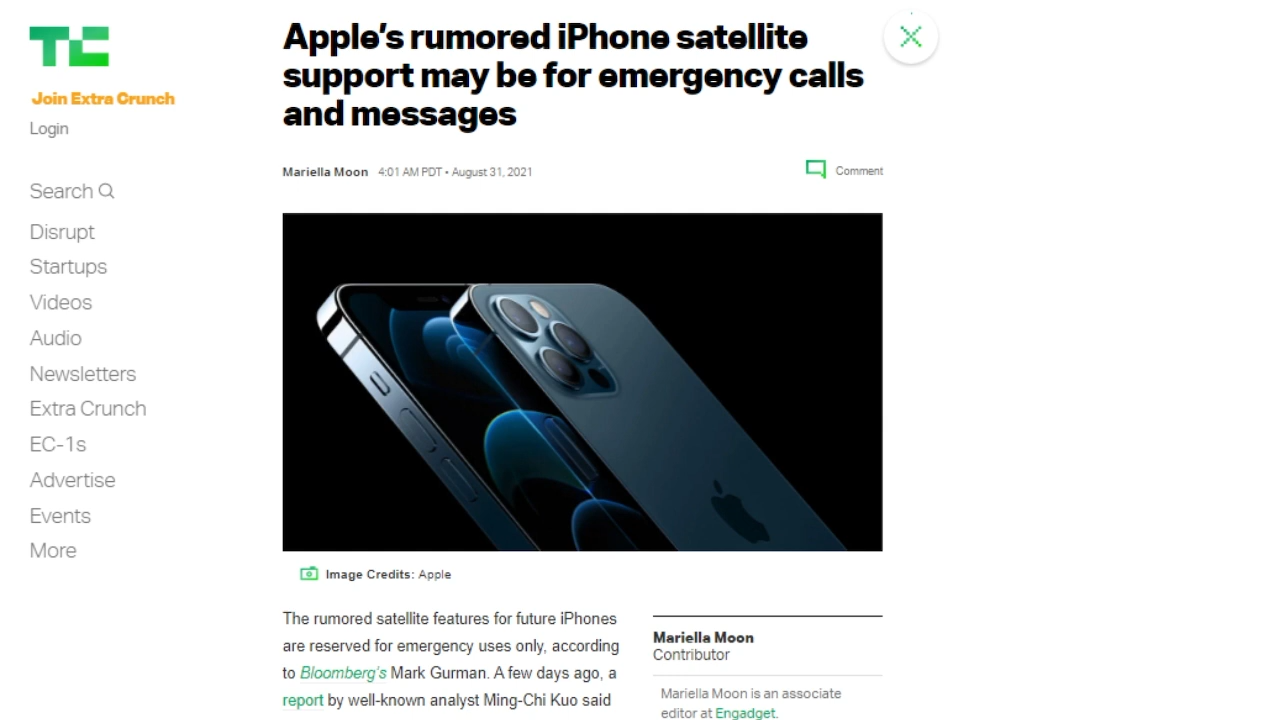 TC
Join Extra Crunch
Login
Search
Disrupt
Startups
Videos
Audio
Newsletters
Extra Crunch
EC-1s
Advertise
Events
More
Apple's rumored iPhone satellite
support may be for emergency calls
and messages
Mariella Moon 4:01 AM PDT • August 31, 2021
Comment
Image Credits: Apple
The rumored satellite features for future iPhones
are reserved for emergency uses only, according
to Bloomberg's Mark Gurman. A few days ago, a
report by well-known analyst Ming-Chi Kuo said
Mariella Moon
Contributor
Mariella Moon is an associate
editor at Engadget.